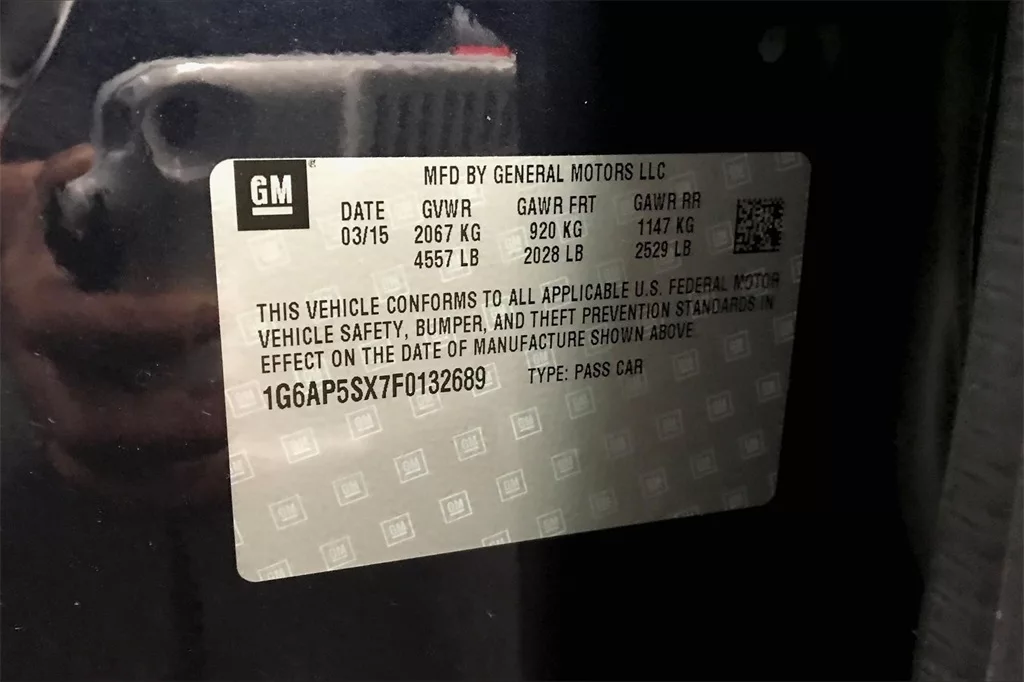 GM
MFD BY GENERAL MOTORS LLC
DATE GVWR GAWR FRT GAWR RR
03/15 2067 KG 920 KG 1147 KG
4557 LB 2028 LB 2529 LB
THIS VEHICLE CONFORMS TO ALL APPLICABLE U.S. FEDERAL MOTOR
VEHICLE SAFETY, BUMPER, AND THEFT PREVENTION STANDARDS IN
EFFECT ON THE DATE OF MANUFACTURE SHOWN ABOVE
1G6AP5SX7F0132689 TYPE: PASS CAR